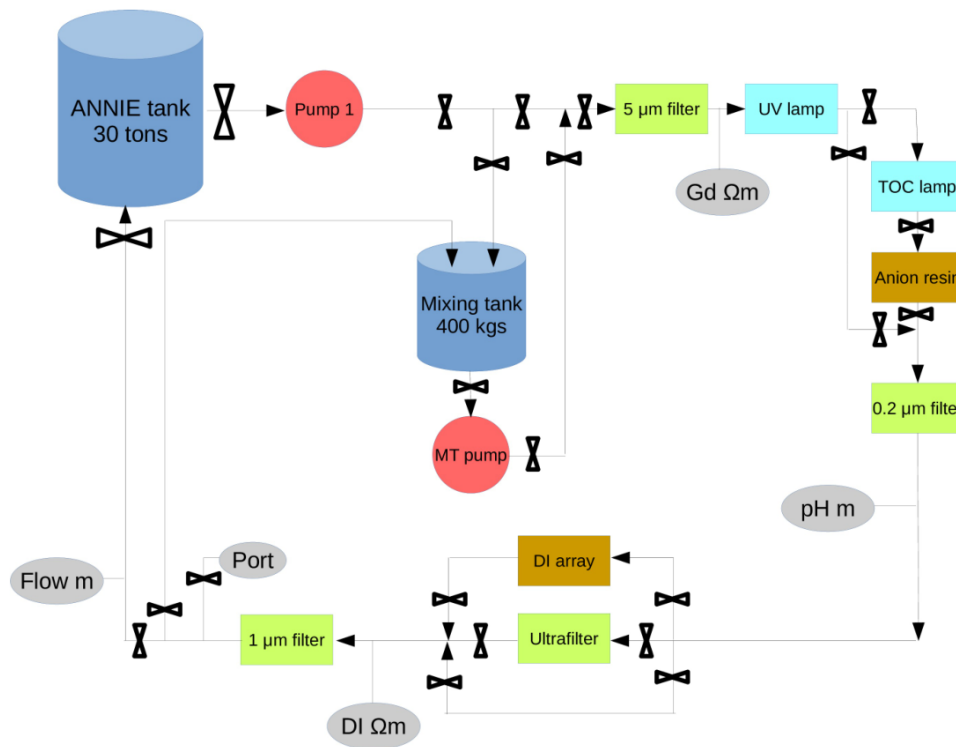 ANNIE tank
30 tons
Pump 1
5 μm filter
UV lamp
Gd Ωm
TOC lamp
Anion resin
Mixing tank
400 kgs
0.2 μm filter
MT pump
pH m
DI array
Port
Flow m
1 μm filter
Ultrafilter
DI Ωm